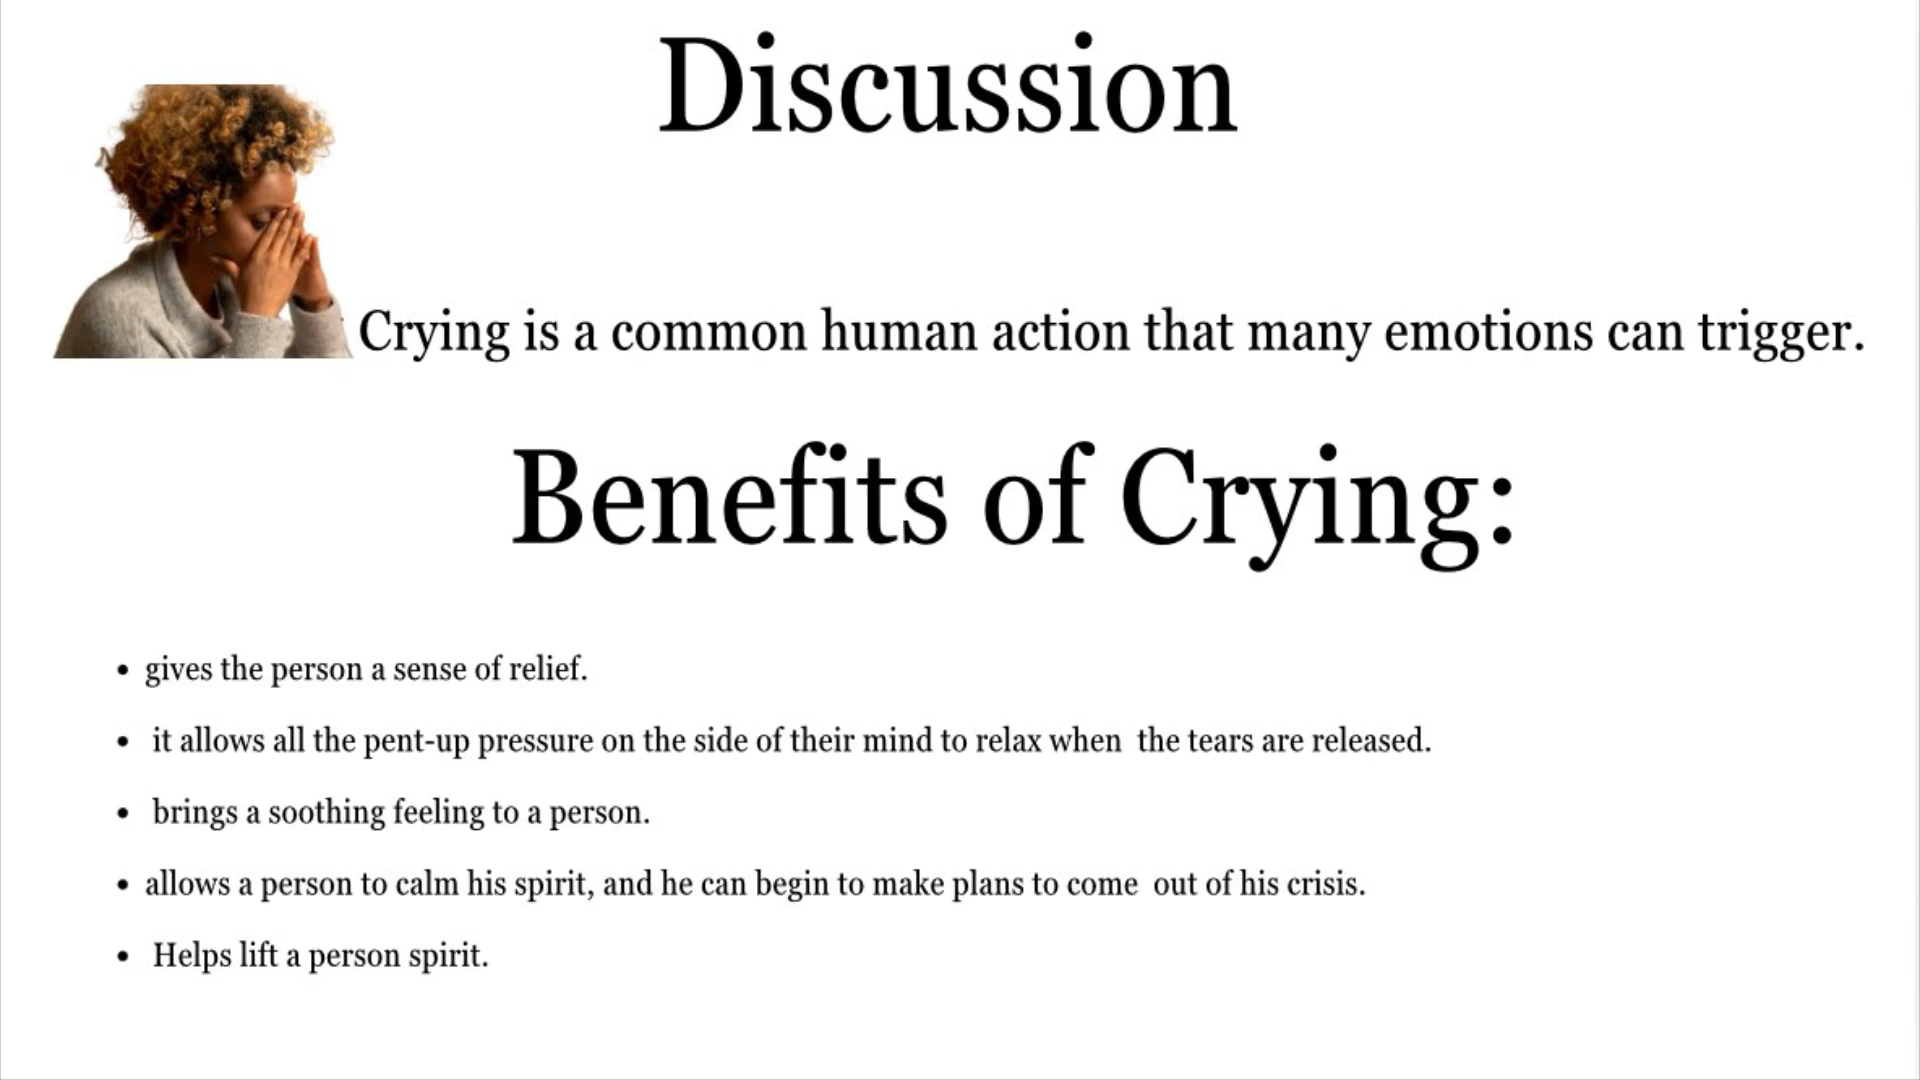 Discussion
Crying is a common human action that many emotions can trigger.
Benefits of Crying:
• gives the person a sense of relief.
• it allows all the pent-up pressure on the side of their mind to relax when  the tears are released.
• brings a soothing feeling to a person.
• allows a person to calm his spirit, and he can begin to make plans to come  out of his crisis.
• Helps lift a person spirit.